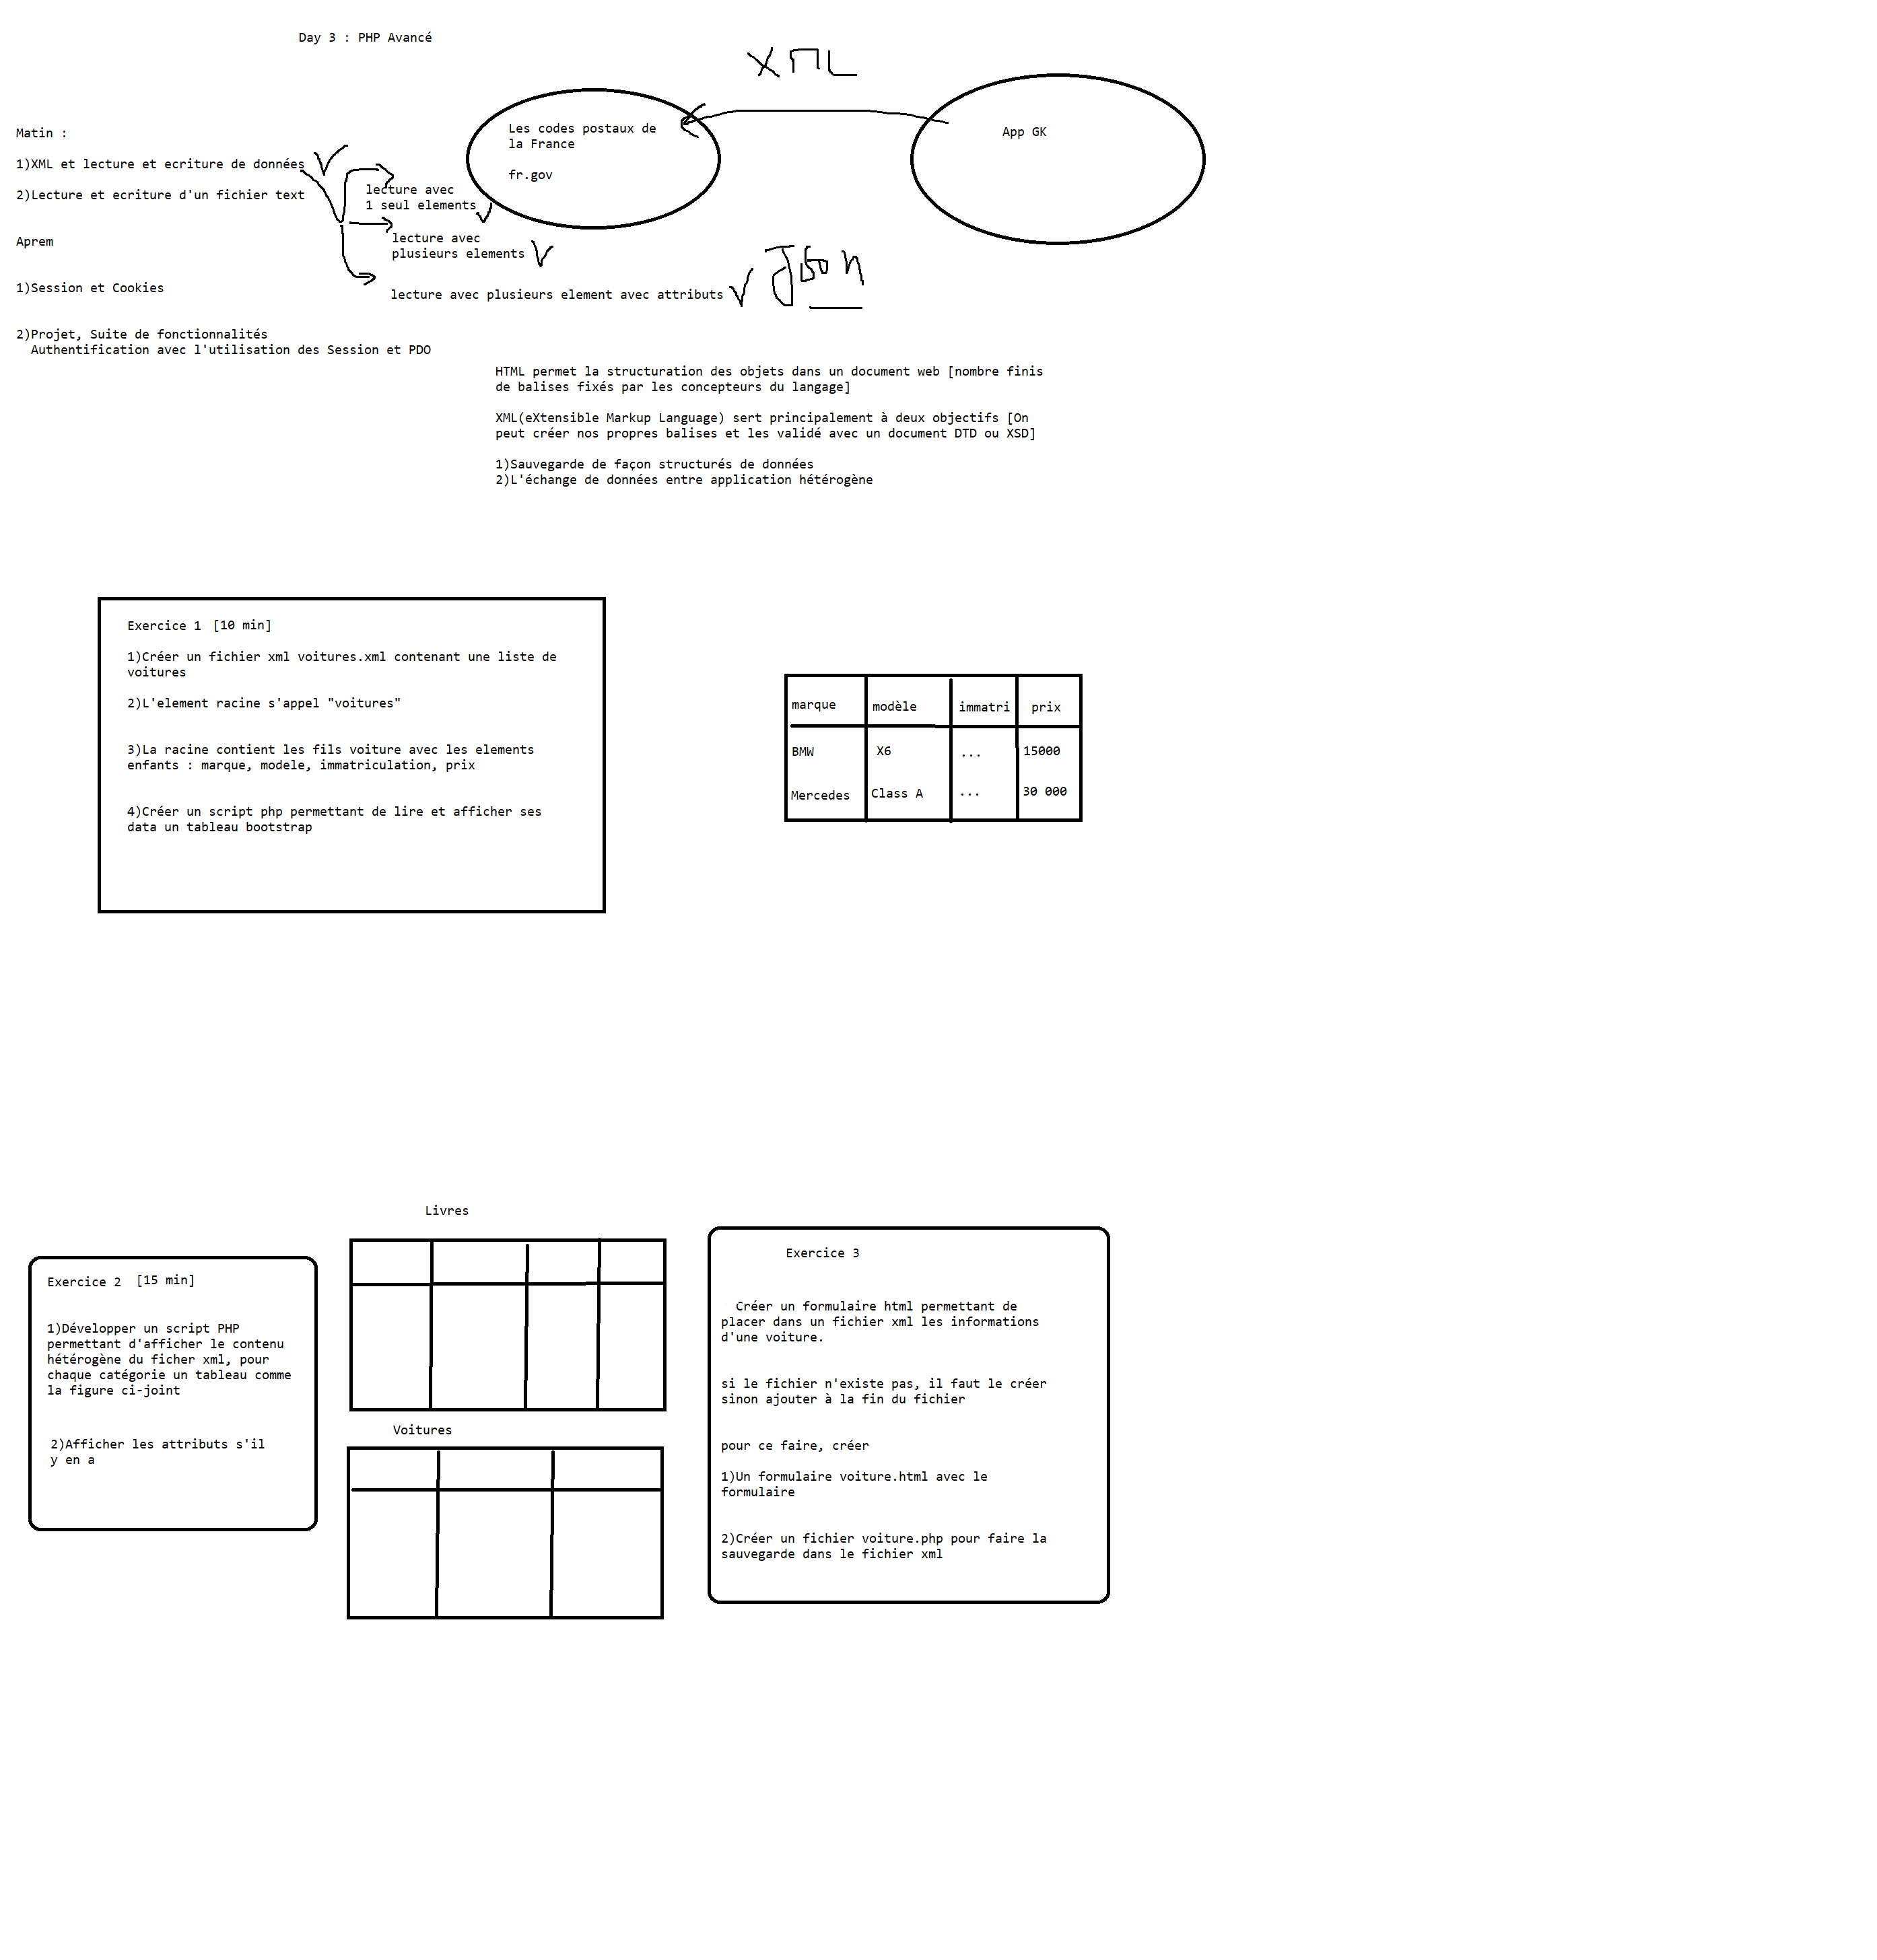 Day 3 : PHP Avancé
XML
Les codes postaux de
la France
fr.gov
App GK
Matin :
1)XML et lecture et ecriture de données
2)Lecture et ecriture d'un fichier text
lecture avec
1 seul elements
lecture avec
plusieurs elements
lecture avec plusieurs element avec attributs
Json
Aprem
1)Session et Cookies
2)Projet, Suite de fonctionnalités
Authentification avec l'utilisation des Session et PDO
HTML permet la structuration des objets dans un document web [nombre finis
de balises fixés par les concepteurs du langage]
XML(eXtensible Markup Language) sert principalement à deux objectifs [On
peut créer nos propres balises et les validé avec un document DTD ou XSD]
1)Sauvegarde de façon structurés de données
2)L'échange de données entre application hétérogène
Exercice 1 [10 min]
1)Créer un fichier xml voitures.xml contenant une liste de
voitures
2)L'element racine s'appel "voitures"
3)La racine contient les fils voiture avec les elements
enfants : marque, modele, immatriculation, prix
4)Créer un script php permettant de lire et afficher ses
data un tableau bootstrap
marque modèle immatri prix
BMW X6 ... 15000
Mercedes Class A ... 30 000
Exercice 2 [15 min]
1)Développer un script PHP
permettant d'afficher le contenu
hétérogène du ficher xml, pour
chaque catégorie un tableau comme
la figure ci-joint
2)Afficher les attributs s'il
y en a
Livres
Voitures
Exercice 3
Créer un formulaire html permettant de
placer dans un fichier xml les informations
d'une voiture.
si le fichier n'existe pas, il faut le créer
sinon ajouter à la fin du fichier
pour ce faire, créer
1)Un formulaire voiture.html avec le
formulaire
2)Créer un fichier voiture.php pour faire la
sauvegarde dans le fichier xml